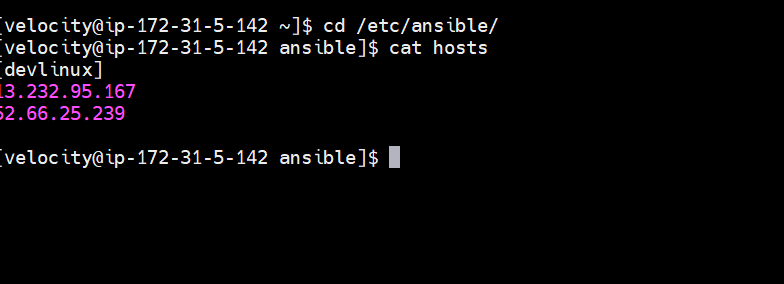 [velocity@ip-172-31-5-142 ~]$ cd /etc/ansible/
[velocity@ip-172-31-5-142 ansible]$ cat hosts
[devlinux]
13.232.95.167
52.66.25.239
[velocity@ip-172-31-5-142 ansible]$